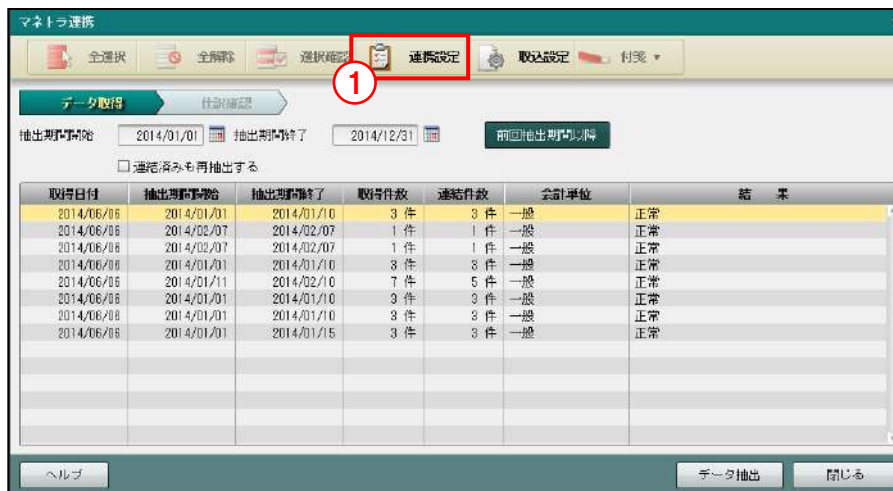 マネトラ連携
全選択 全解除 選択確認 連携設定 取込設定 付箋 ▼
1
データ取得 仕訳確認
抽出期間開始 2014/01/01 抽出期間終了 2014/12/31 前回抽出期間以降
連結済みも再抽出する
取得日付 抽出期間開始 抽出期間終了 取得件数 連結件数 会計単位 結 果
2014/06/06 2014/01/01 2014/01/10 3 件 3 件 一般 正常
2014/06/06 2014/02/07 2014/02/07 1 件 1 件 一般 正常
2014/06/06 2014/02/07 2014/02/07 1 件 1 件 一般 正常
2014/06/06 2014/01/01 2014/01/10 3 件 3 件 一般 正常
2014/06/06 2014/01/11 2014/02/10 7 件 5 件 一般 正常
2014/06/06 2014/01/01 2014/01/10 3 件 3 件 一般 正常
2014/06/06 2014/01/01 2014/01/10 3 件 3 件 一般 正常
2014/06/06 2014/01/01 2014/01/15 3 件 3 件 一般 正常
ヘルプ データ抽出 閉じる